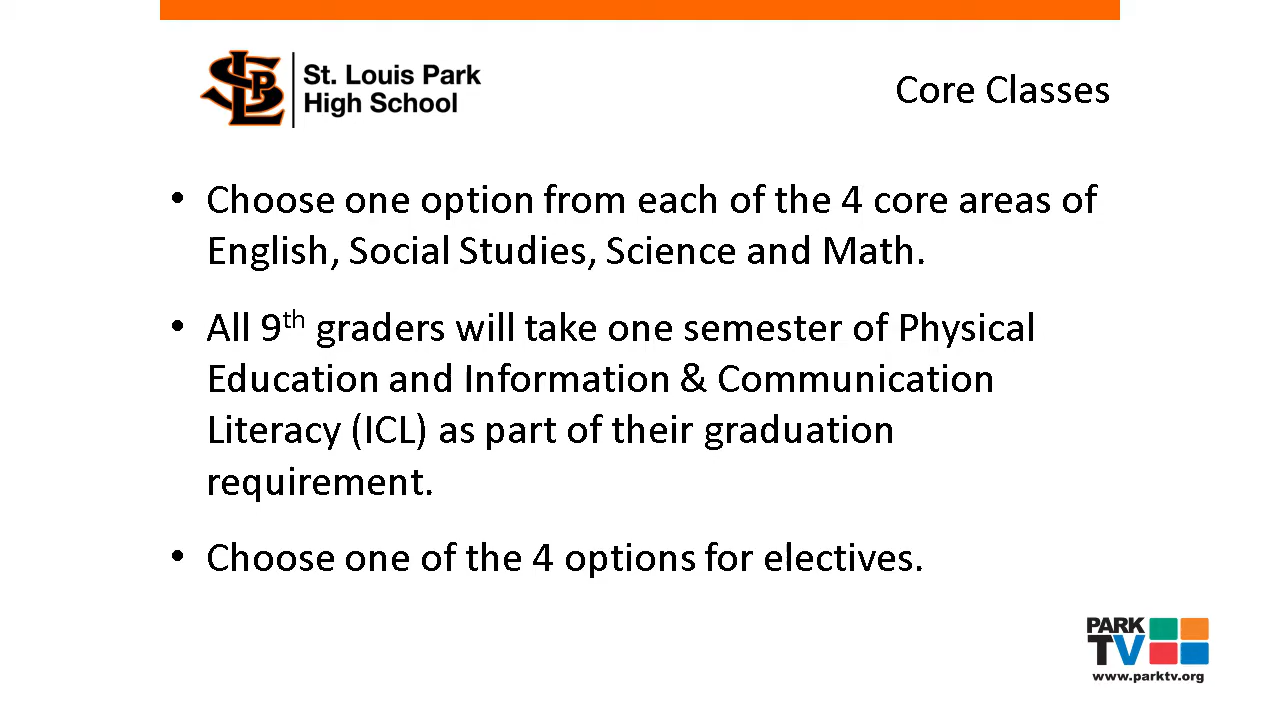 SLP
St. Louis Park
High School
Core Classes
• Choose one option from each of the 4 core areas of
English, Social Studies, Science and Math.
• All 9th graders will take one semester of Physical
Education and Information & Communication
Literacy (ICL) as part of their graduation
requirement.
• Choose one of the 4 options for electives.
PARK
TV
www.parktv.org